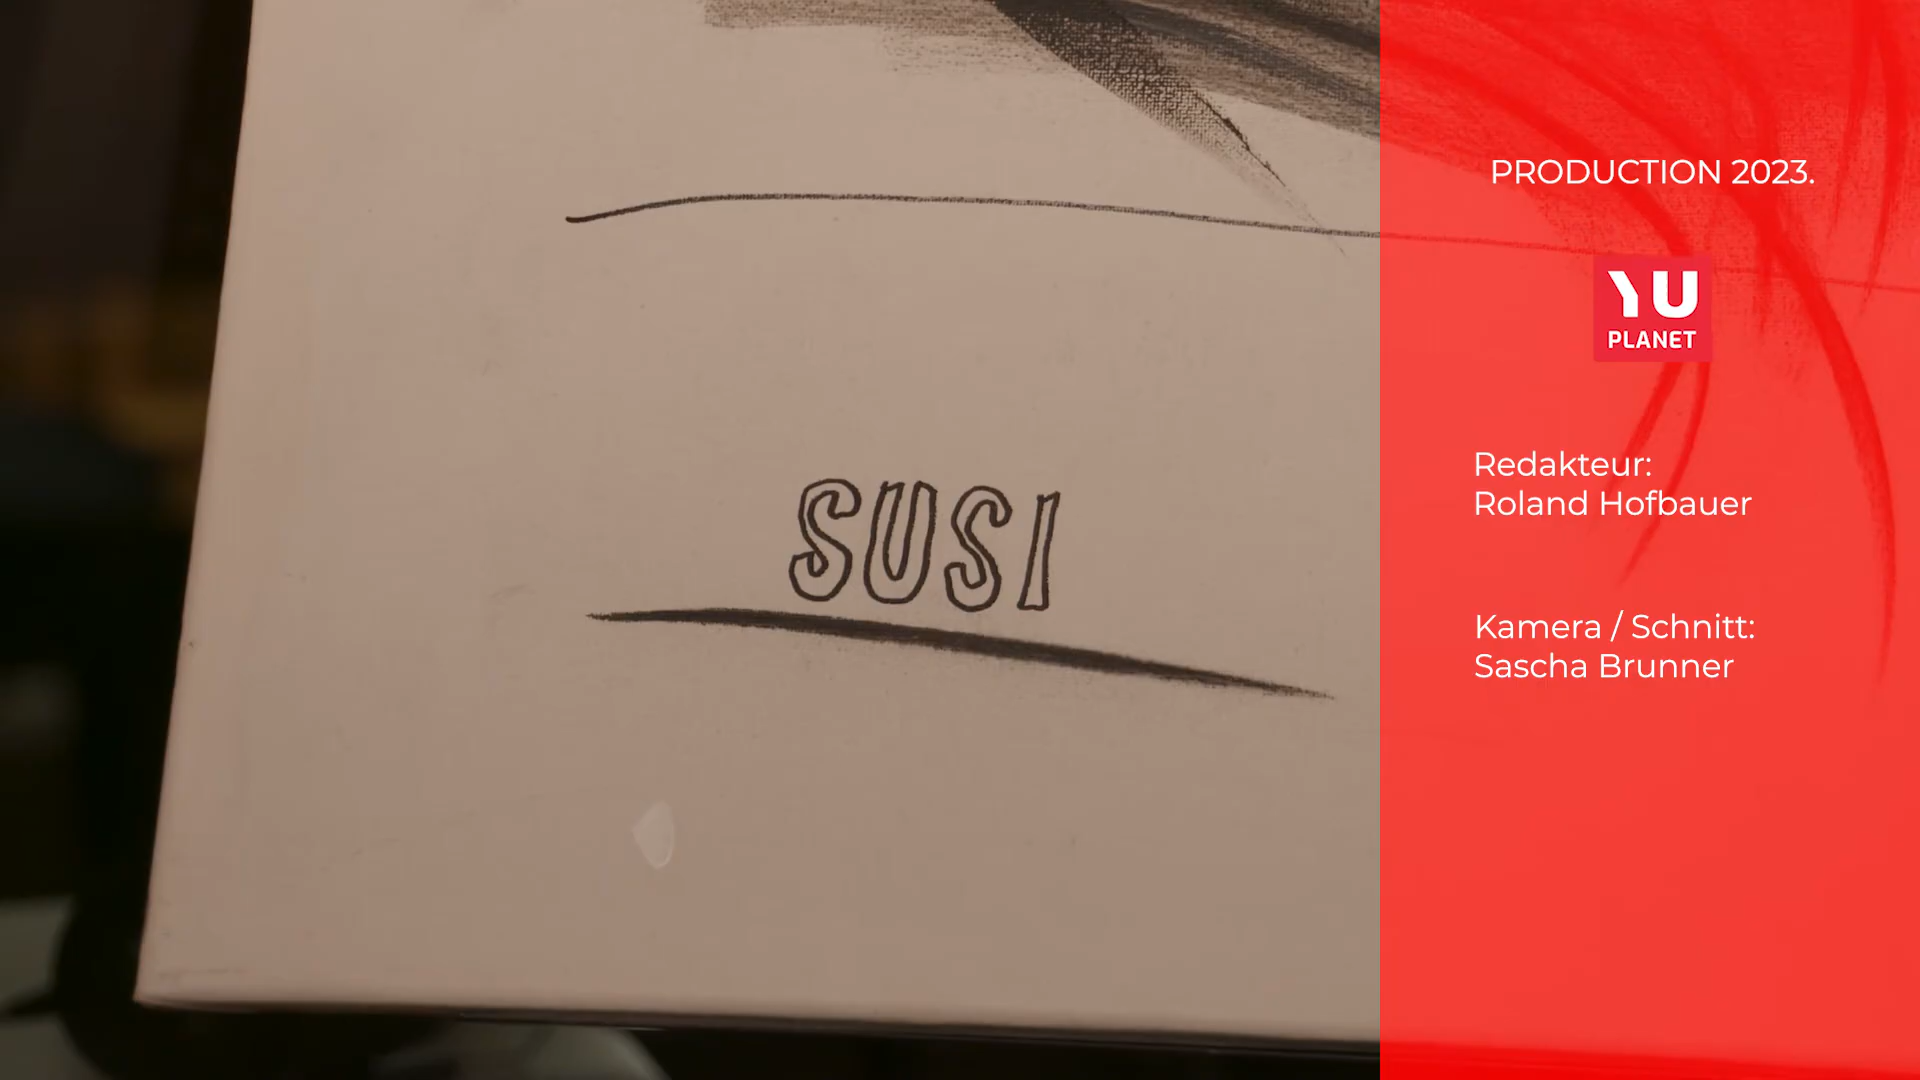 SUSI
PRODUCTION 2023.
YU
PLANET
Redakteur:
Roland Hofbauer
Kamera / Schnitt:
Sascha Brunner